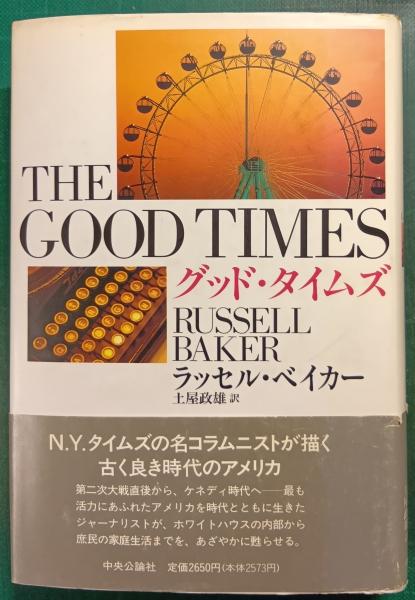 THE
GOOD TIMES
グッド・タイムズ
RUSSELL
BAKER
ラッセル・ベイカー
土屋政雄 訳
N.Y.タイムズの名コラムニストが描く
古く良き時代のアメリカ
第二次大戦直後から、ケネディ時代へ──最も
活力にあふれたアメリカを時代とともに生きた
ジャーナリストが、ホワイトハウスの内部から
庶民の家庭生活までを、あざやかに甦らせる。
中央公論社 定価2650円(本体2573円)